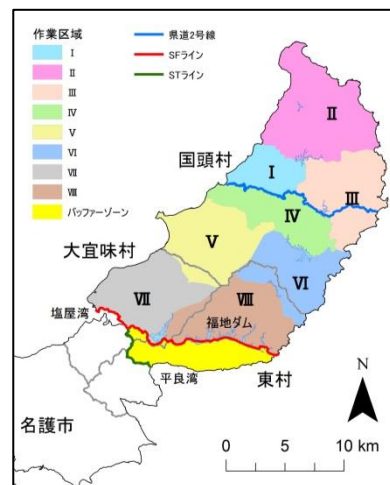 作業区域
I
II
III
IV
V
VI
VII
VIII
バッファーゾーン
県道2号線
SFライン
STライン
II
国頭村
I
III
IV
大宜味村
V
VI
VII
VIII
塩屋湾
福地ダム
平良湾
東村
名護市
N
0 5 10 km